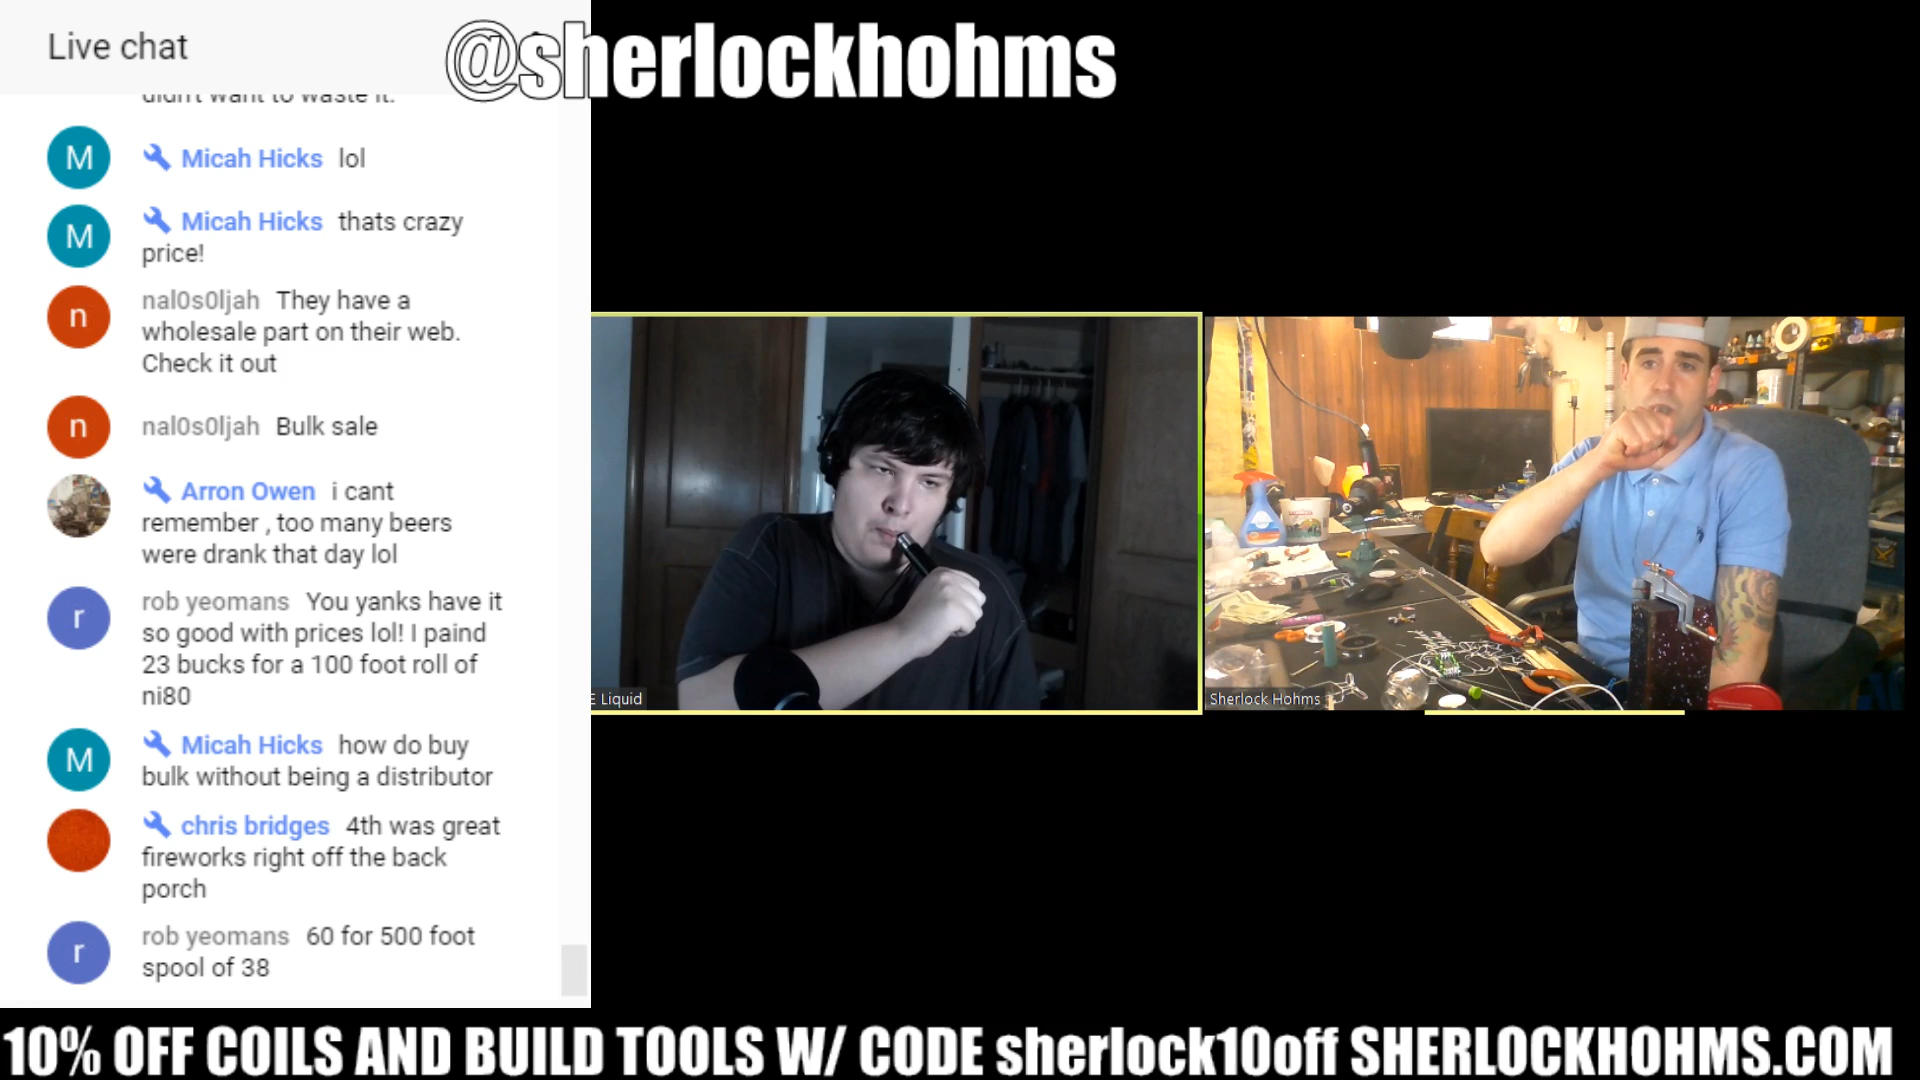 Live chat
@sherlockhohms
didn't want to waste it.
M
Micah Hicks lol
M
Micah Hicks thats crazy
price!
n
nal0s0ljah They have a
wholesale part on their web.
Check it out
n
nal0s0ljah Bulk sale
Arron Owen i cant
remember , too many beers
were drank that day lol
r
rob yeomans You yanks have it
so good with prices lol! I paind
23 bucks for a 100 foot roll of
ni80
M
Micah Hicks how do buy
bulk without being a distributor
chris bridges 4th was great
fireworks right off the back
porch
r
rob yeomans 60 for 500 foot
spool of 38
E Liquid
Sherlock Hohms
10% OFF COILS AND BUILD TOOLS W/ CODE sherlock10off SHERLOCKHOHMS.COM